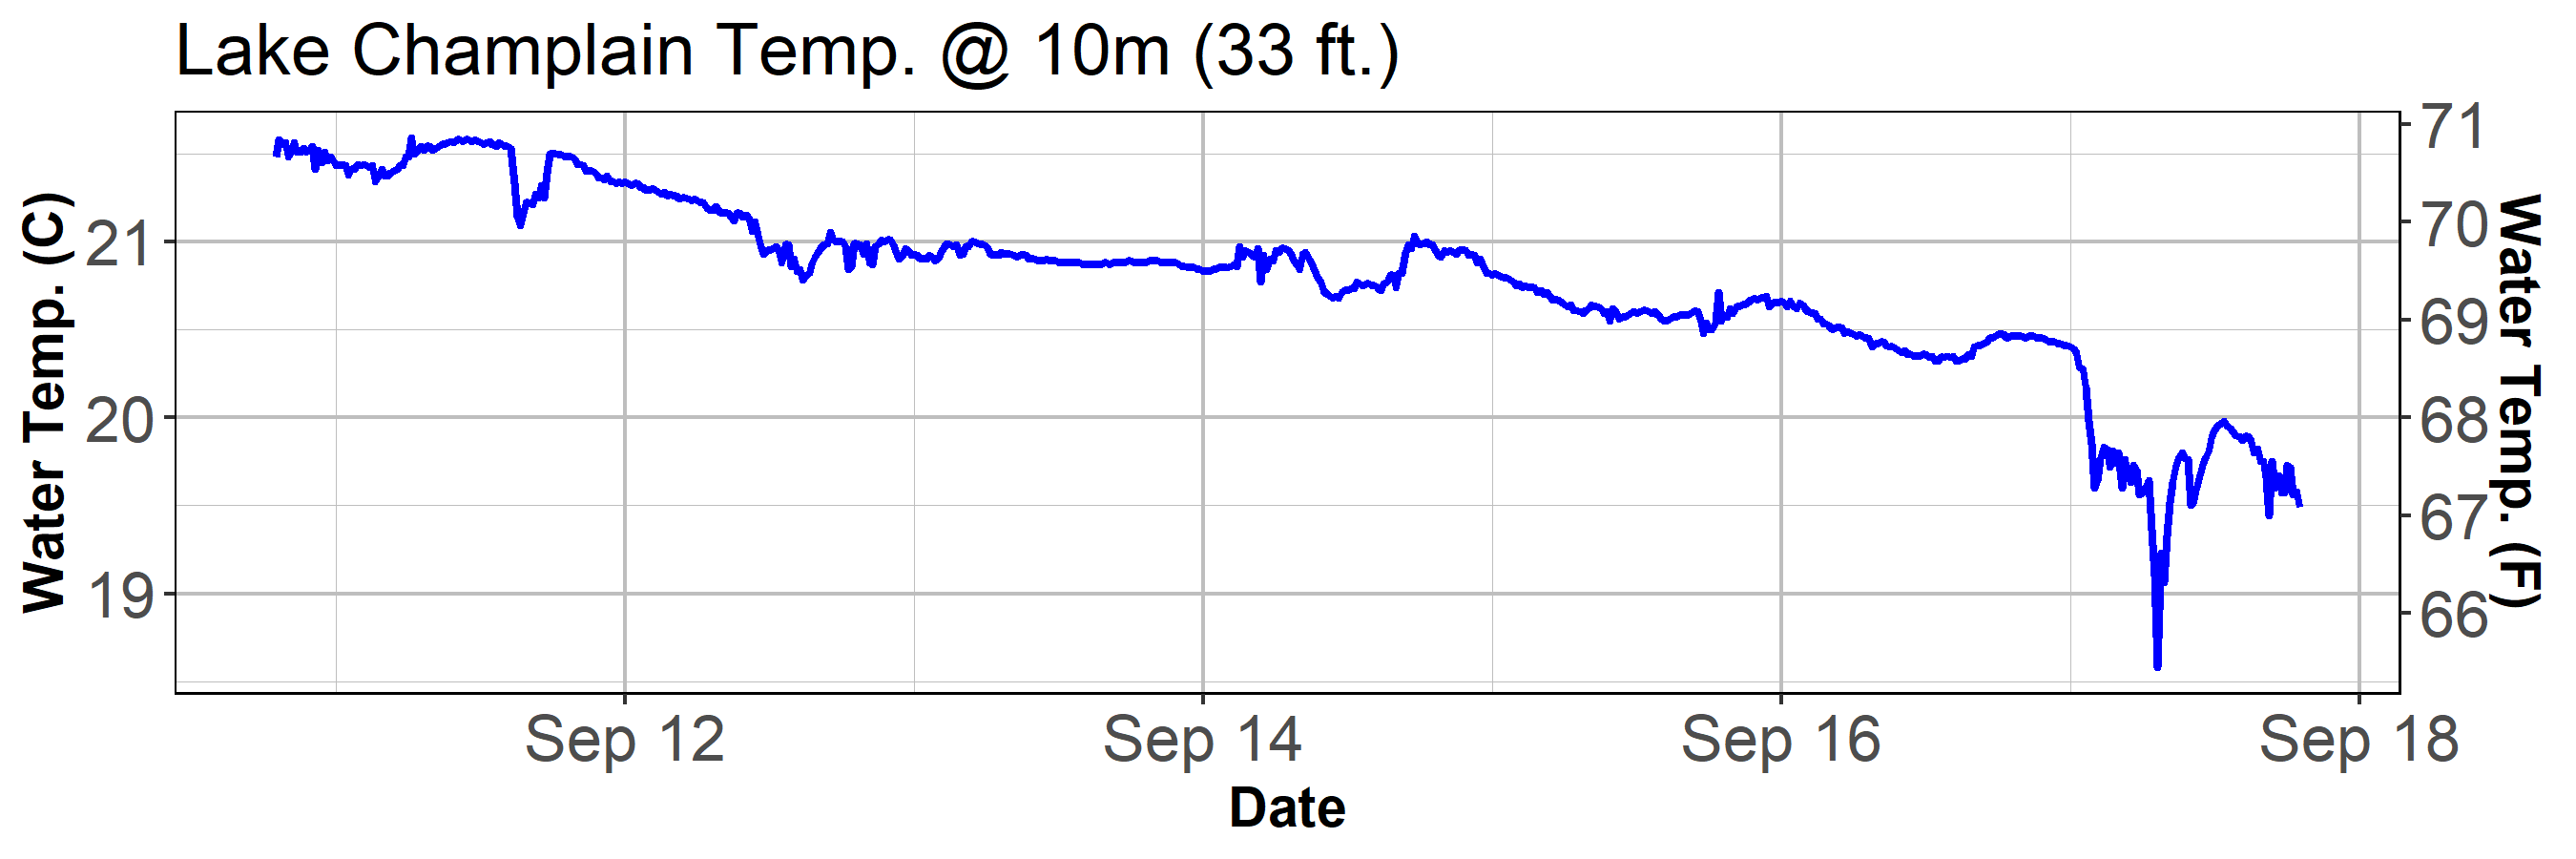 Lake Champlain Temp. @ 10m (33 ft.)
Water Temp. (C)
21
20
19
71
70
69
68
67
66
Water Temp. (F)
Sep 12
Sep 14
Sep 16
Sep 18
Date